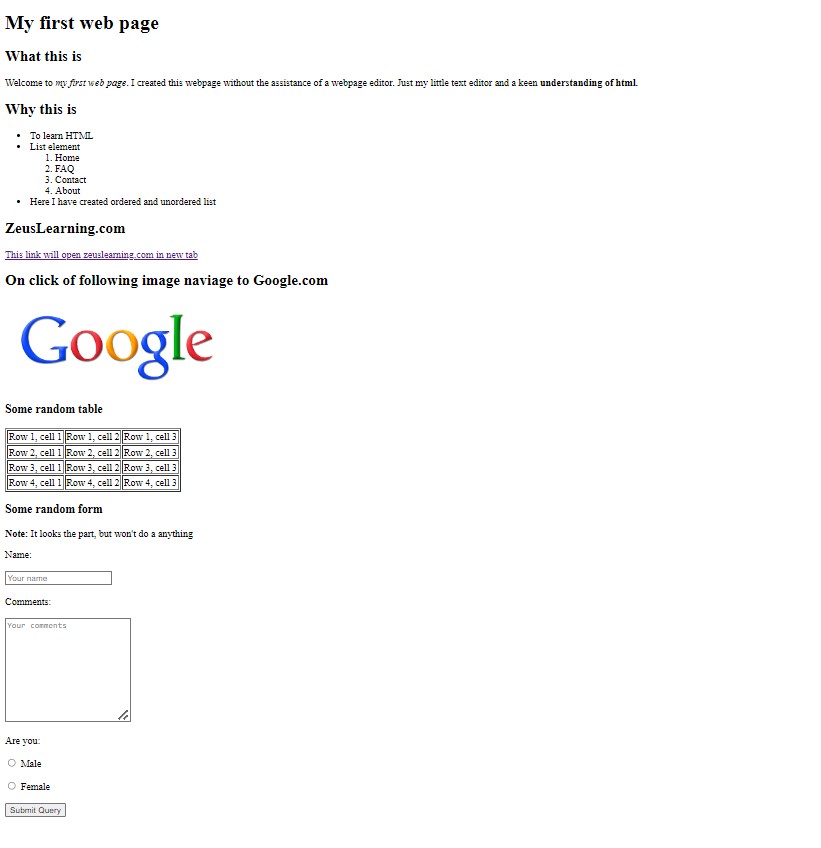 My first web page
What this is
Welcome to my first web page. I created this webpage without the assistance of a webpage editor. Just my little text editor and a keen understanding of html.
Why this is
• To learn HTML
• List element
1. Home
2. FAQ
3. Contact
4. About
• Here I have created ordered and unordered list
ZeusLearning.com
This link will open zeuslearning.com in new tab
On click of following image naviage to Google.com
Google
Some random table
Row 1, cell 1 Row 1, cell 2 Row 1, cell 3
Row 2, cell 1 Row 2, cell 2 Row 2, cell 3
Row 3, cell 1 Row 3, cell 2 Row 3, cell 3
Row 4, cell 1 Row 4, cell 2 Row 4, cell 3
Some random form
Note: It looks the part, but won't do a anything
Name:
Your name
Comments:
Your comments
Are you:
Male
Female
Submit Query